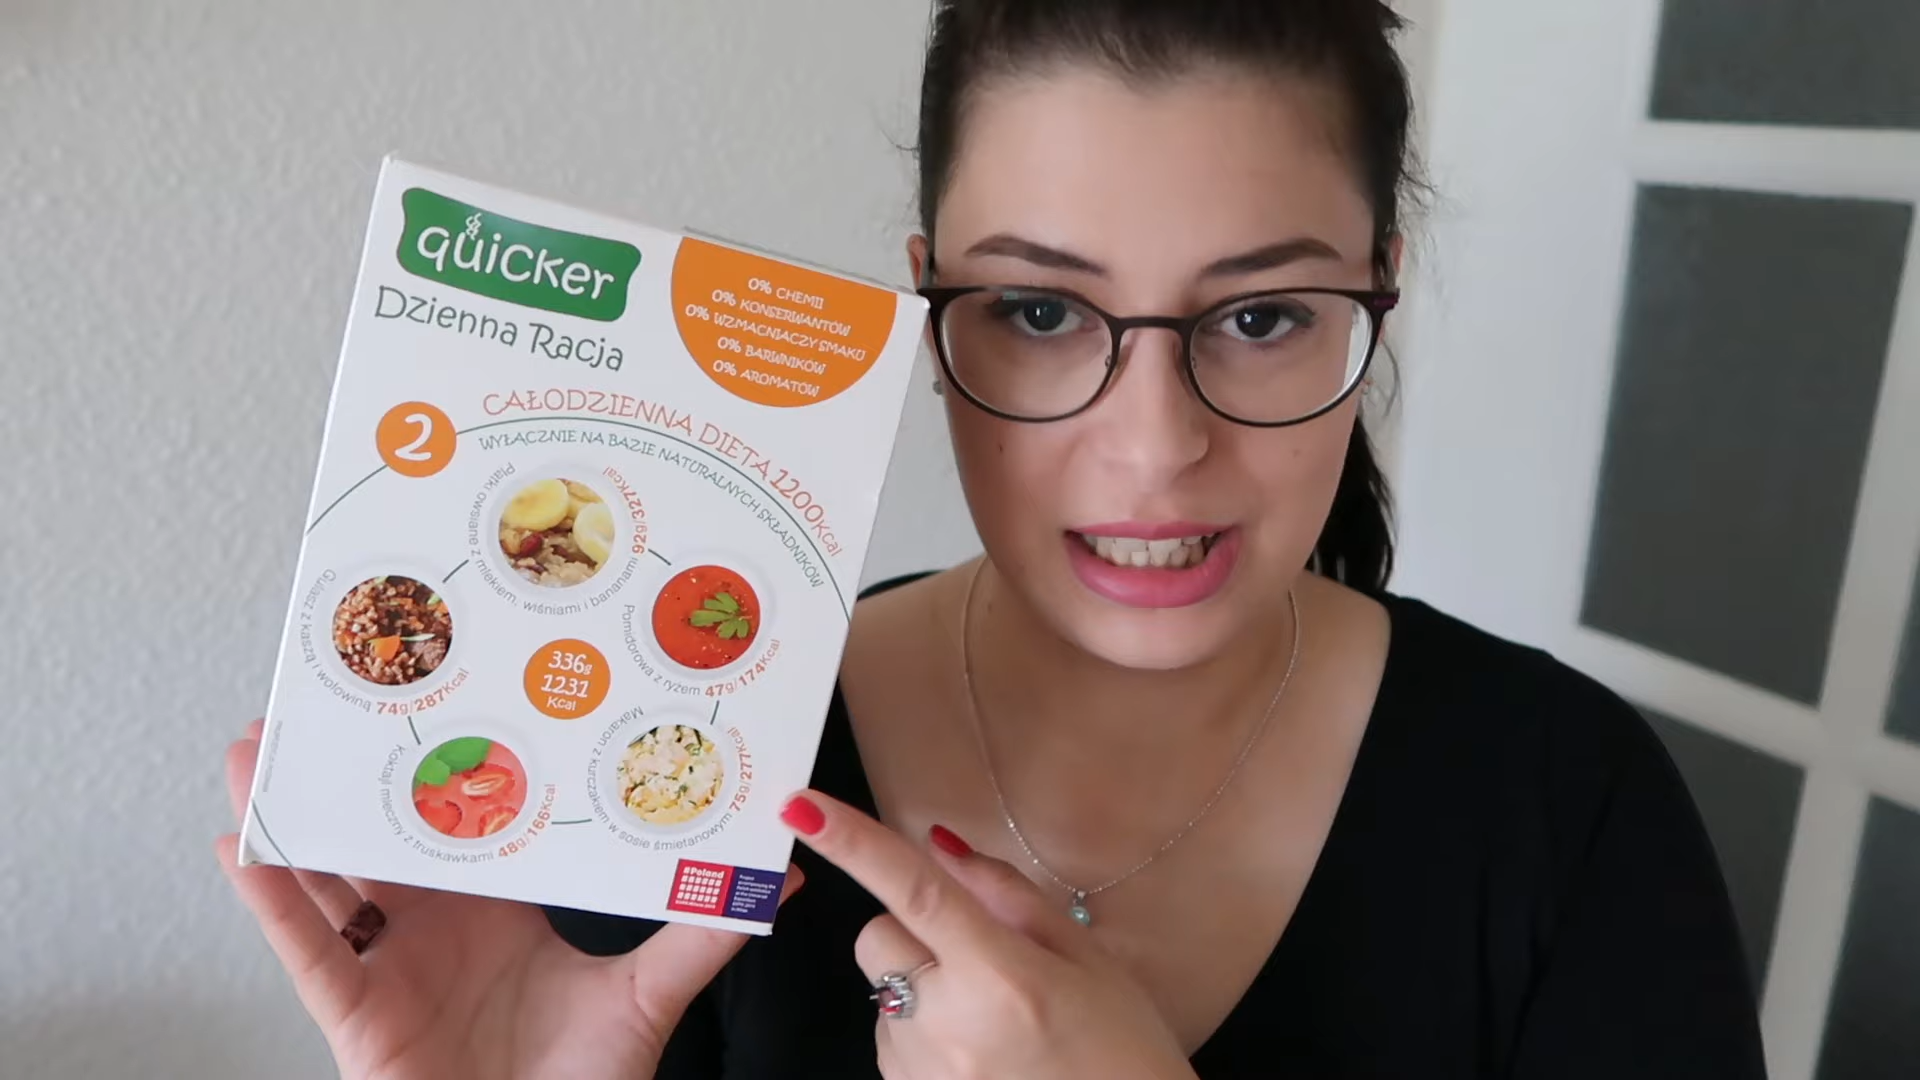 quicker
Dzienna Racja
0% CHEMII
0% KONSERWANTÓW
0% WZMACNIACZY SMAKU
0% BARWNIKÓW
0% AROMATÓW
2
CAŁODZIENNA DIETA 1200Kcal
WYŁĄCZNIE NA BAZIE NATURALNYCH SKŁADNIKÓW
Płatki owsiane z mlekiem, wiśniami i bananami 92g/327Kcal
Pomidorowa z ryżem 47g/174Kcal
Makaron z kurczakiem w sosie śmietanowym 75g/277Kcal
Koktajl mleczny z truskawkami 48g/166Kcal
Gulasz z kaszą i wołowiną 74g/287Kcal
336g
1231
Kcal
#Poland